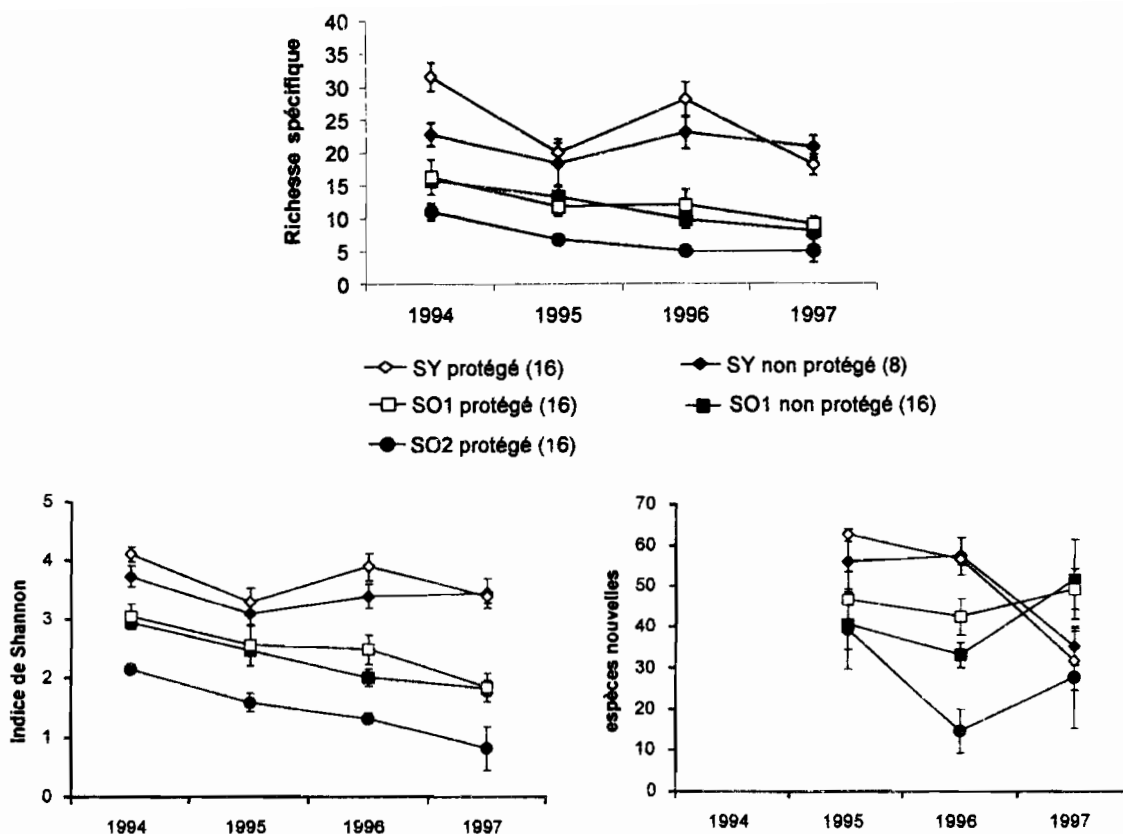 Richesse spécifique
40
35
30
25
20
15
10
5
0
1994 1995 1996 1997
SY protégé (16) SY non protégé (8)
SO1 protégé (16) SO1 non protégé (16)
SO2 protégé (16)
Indice de Shannon
5
4
3
2
1
0
1994 1995 1996 1997
espèces nouvelles
70
60
50
40
30
20
10
0
1994 1995 1996 1997